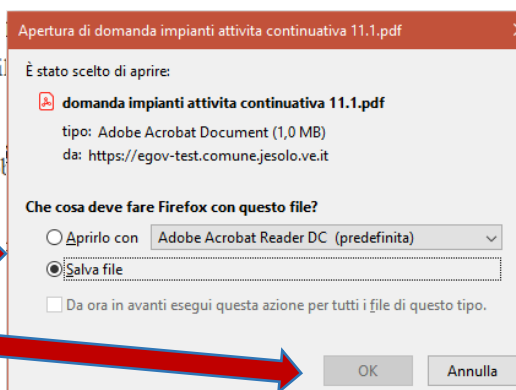 Apertura di domanda impianti attivita continuativa 11.1.pdf
È stato scelto di aprire:
domanda impianti attivita continuativa 11.1.pdf
tipo: Adobe Acrobat Document (1,0 MB)
da: https://egov-test.comune.jesolo.ve.it
Che cosa deve fare Firefox con questo file?
Aprirlo con Adobe Acrobat Reader DC (predefinita)
Salva file
Da ora in avanti esegui questa azione per tutti i file di questo tipo.
OK Annulla